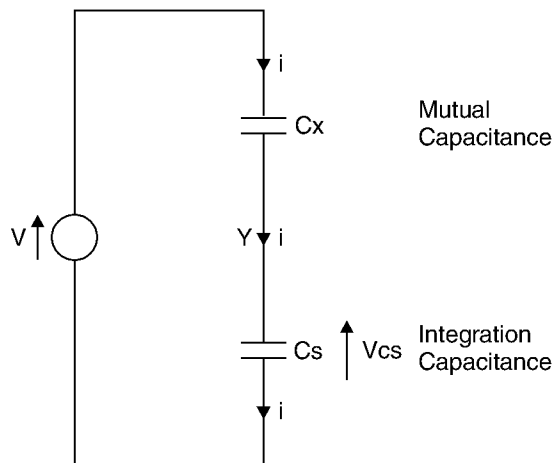 i
Cx
Mutual
Capacitance
V
Y
i
Cs
Vcs
Integration
Capacitance
i